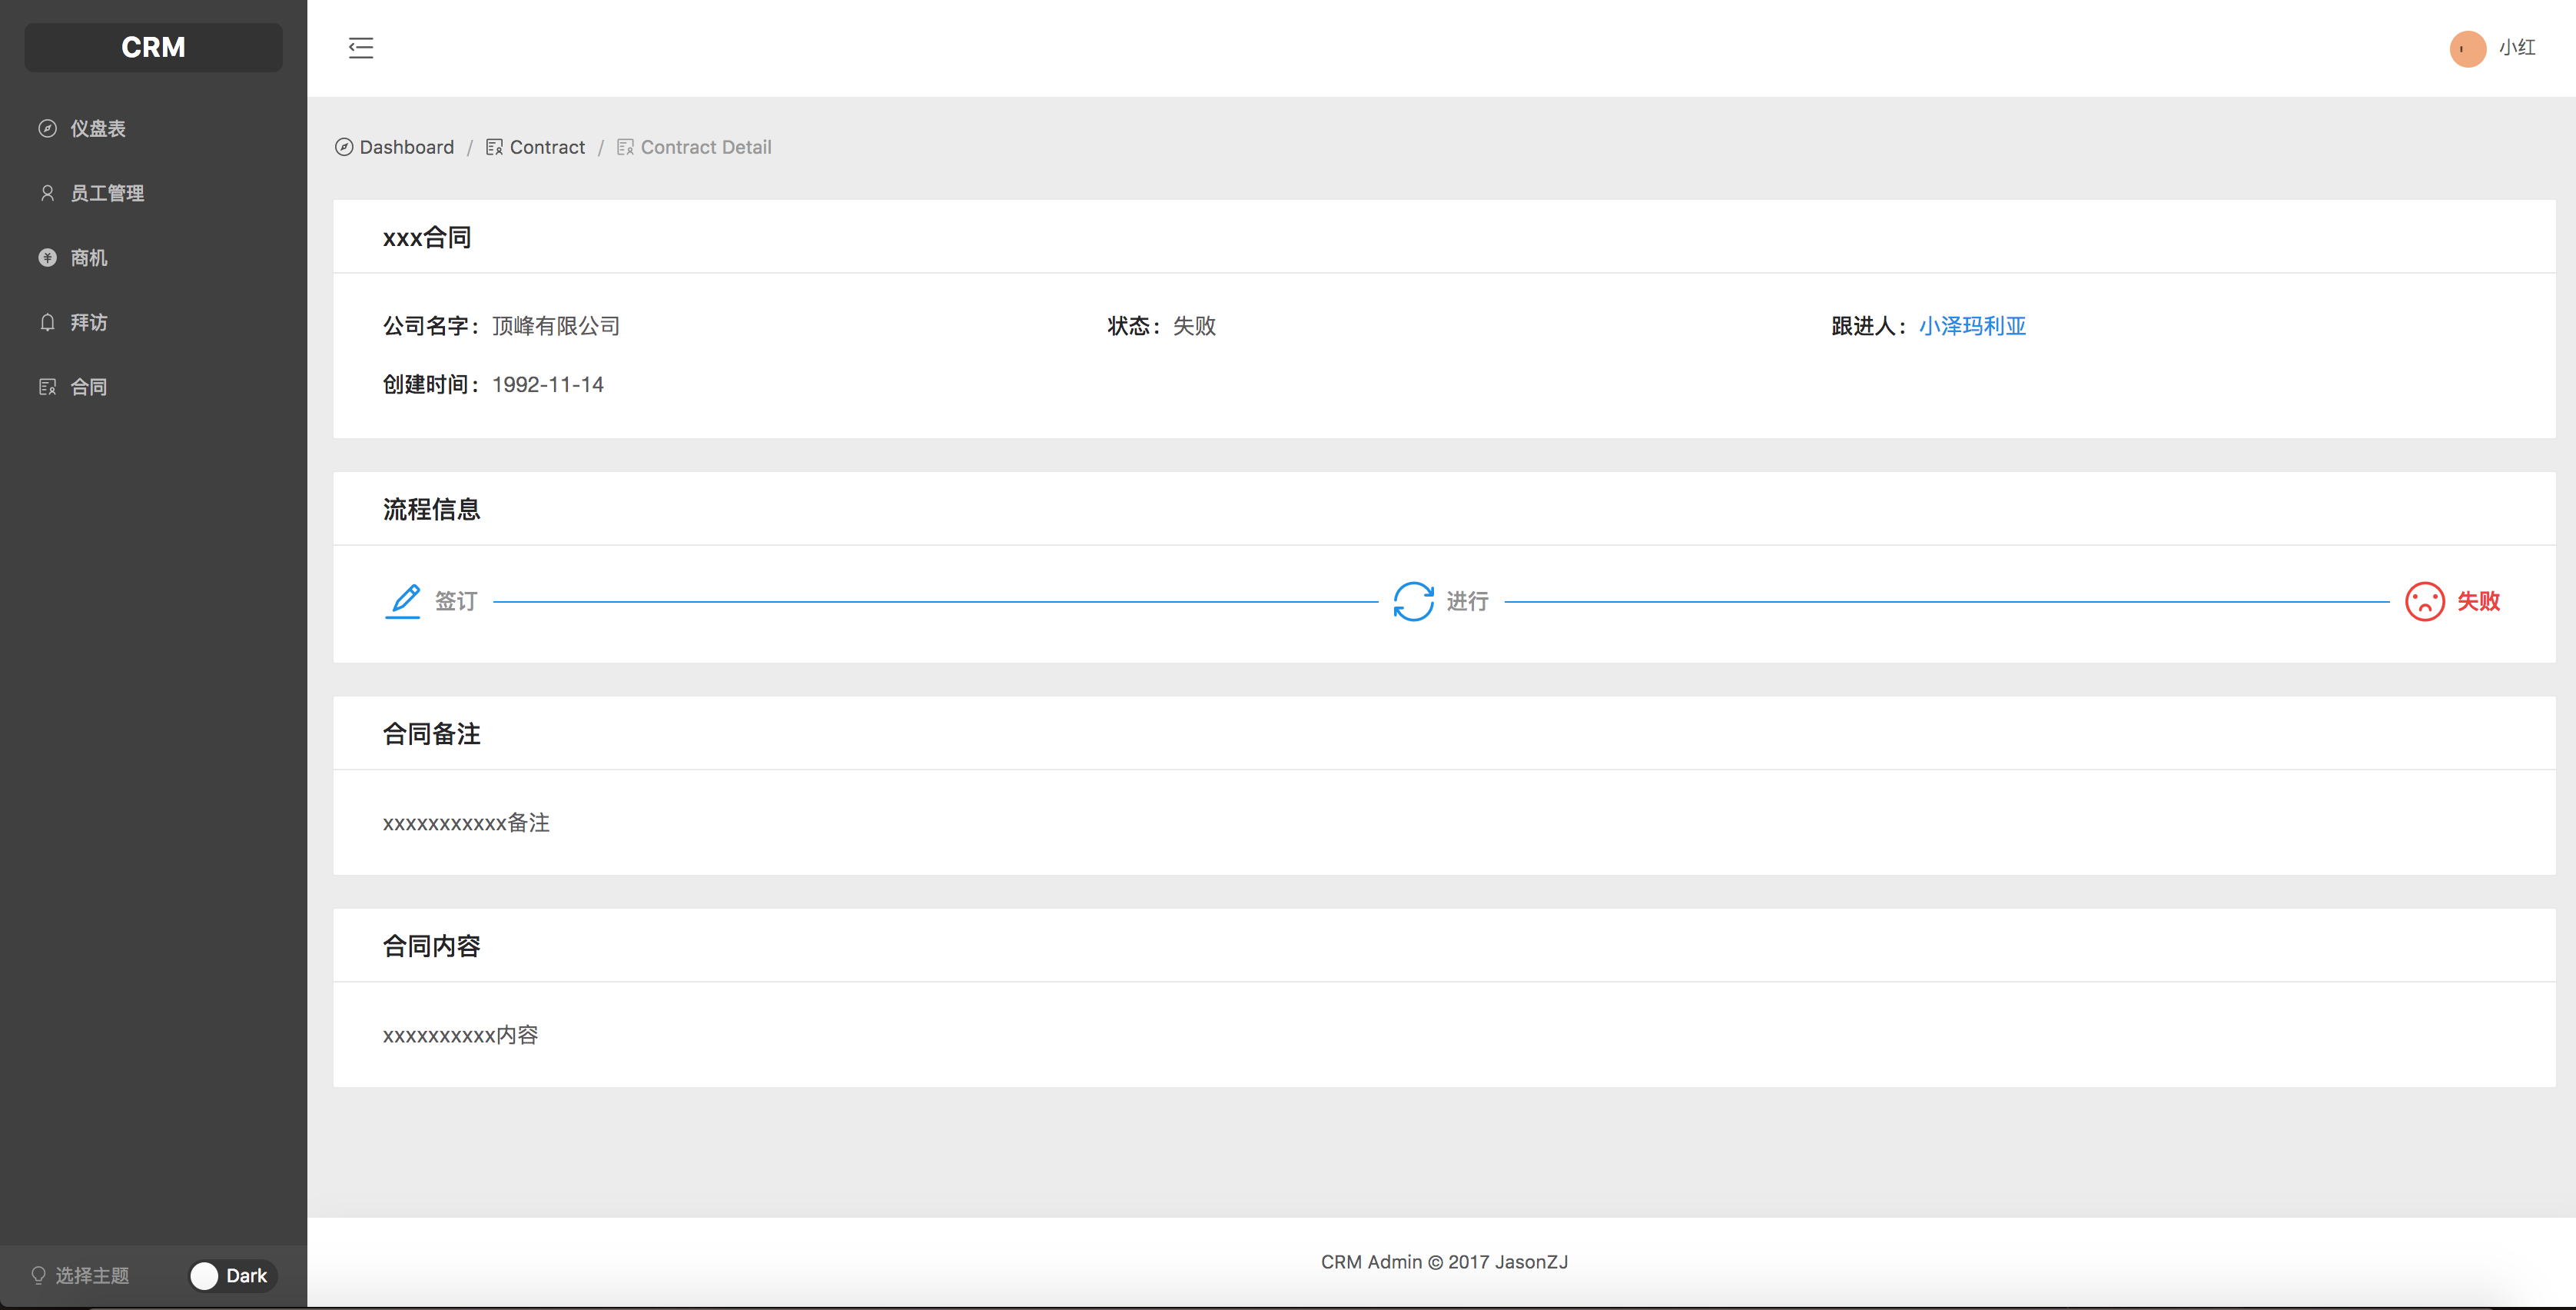 CRM
小红
仪盘表
员工管理
商机
拜访
合同
Dashboard / Contract / Contract Detail
xxx合同
公司名字：顶峰有限公司 状态：失败 跟进人：小泽玛利亚
创建时间：1992-11-14
流程信息
签订 进行 失败
合同备注
xxxxxxxxxxx备注
合同内容
xxxxxxxxxx内容
选择主题 Dark
CRM Admin © 2017 JasonZJ